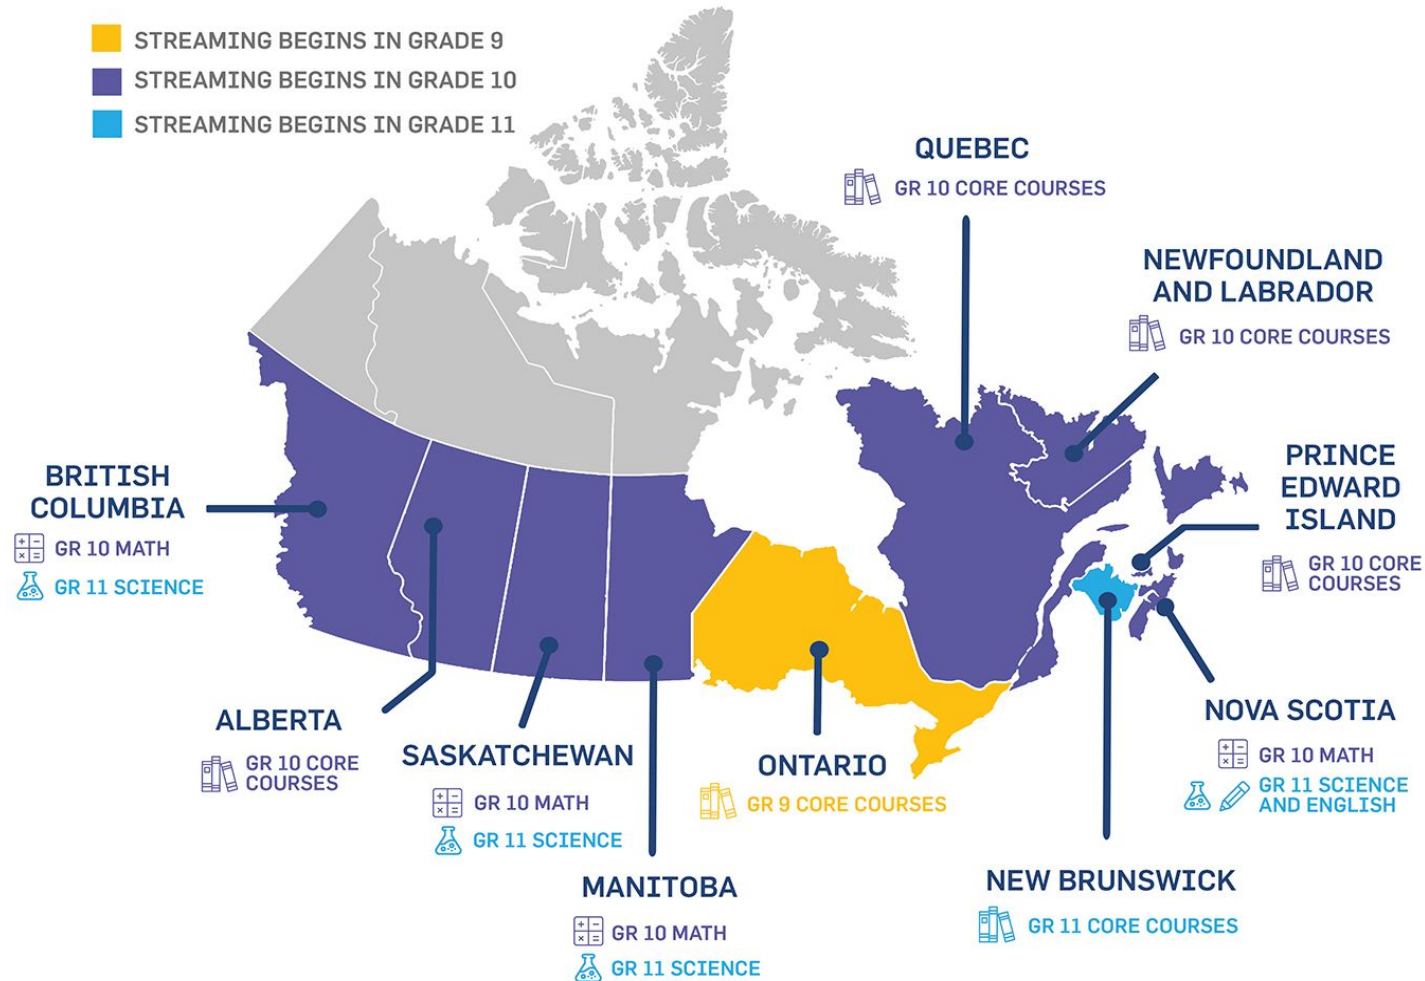 STREAMING BEGINS IN GRADE 9
STREAMING BEGINS IN GRADE 10
STREAMING BEGINS IN GRADE 11
QUEBEC
GR 10 CORE COURSES
NEWFOUNDLAND
AND LABRADOR
GR 10 CORE COURSES
PRINCE
EDWARD
ISLAND
GR 10 CORE
COURSES
BRITISH
COLUMBIA
GR 10 MATH
GR 11 SCIENCE
ALBERTA
GR 10 CORE
COURSES
SASKATCHEWAN
GR 10 MATH
GR 11 SCIENCE
MANITOBA
GR 10 MATH
GR 11 SCIENCE
ONTARIO
GR 9 CORE COURSES
NEW BRUNSWICK
GR 11 CORE COURSES
NOVA SCOTIA
GR 10 MATH
GR 11 SCIENCE
AND ENGLISH